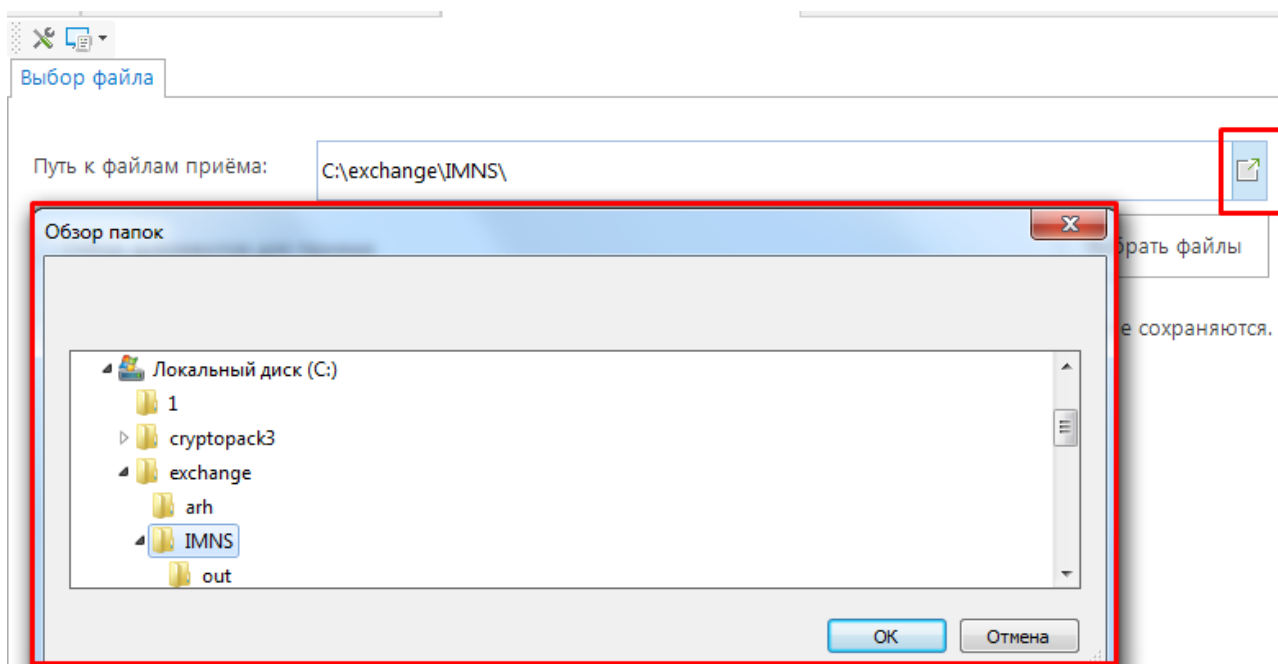 Выбор файла
Путь к файлам приёма:
C:\exchange\IMNS\
Обзор папок
брать файлы
е сохраняются.
Локальный диск (C:)
1
cryptopack3
exchange
arh
IMNS
out
OK
Отмена